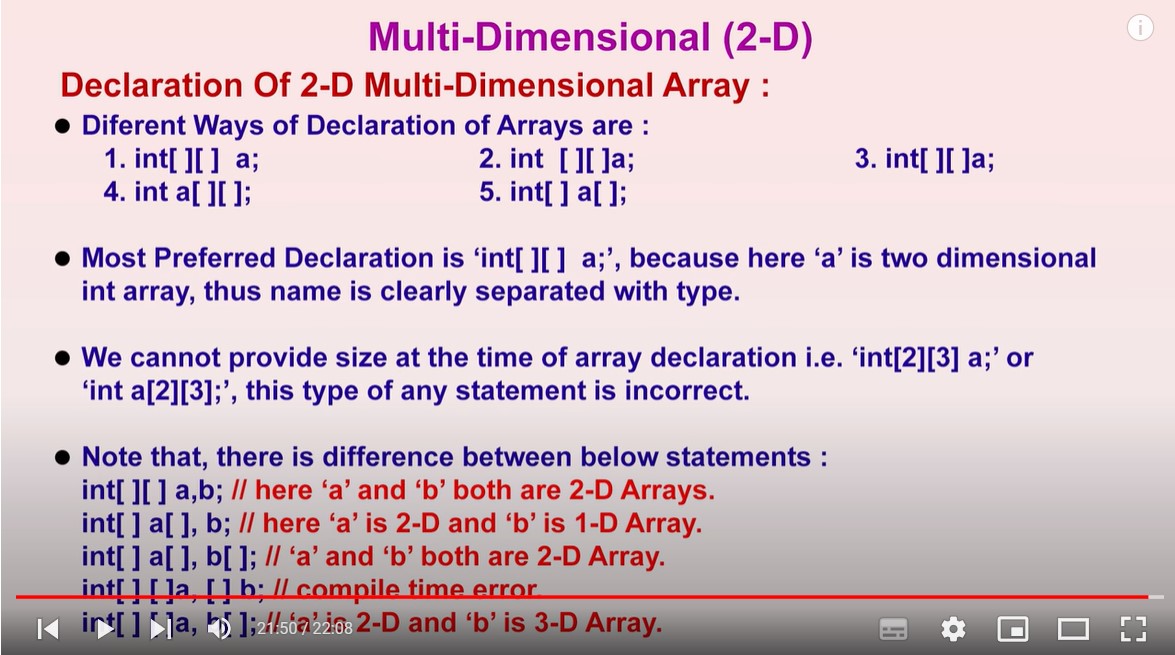 Multi-Dimensional (2-D)
Declaration Of 2-D Multi-Dimensional Array :
● Diferent Ways of Declaration of Arrays are :
1. int[ ][ ]  a; 2. int  [ ][ ]a; 3. int[ ][ ]a;
4. int a[ ][ ]; 5. int[ ] a[ ];
● Most Preferred Declaration is ‘int[ ][ ]  a;’, because here ‘a’ is two dimensional
int array, thus name is clearly separated with type.
● We cannot provide size at the time of array declaration i.e. ‘int[2][3] a;’ or
‘int a[2][3];’, this type of any statement is incorrect.
● Note that, there is difference between below statements :
int[ ][ ] a,b; // here ‘a’ and ‘b’ both are 2-D Arrays.
int[ ] a[ ], b; // here ‘a’ is 2-D and ‘b’ is 1-D Array.
int[ ] a[ ], b[ ]; // ‘a’ and ‘b’ both are 2-D Array.
int[ ] [ ]a, [ ] b; // compile time error.
int[ ] [ ]a, b[ ]; // ‘a’ is 2-D and ‘b’ is 3-D Array.
21:50 / 22:08